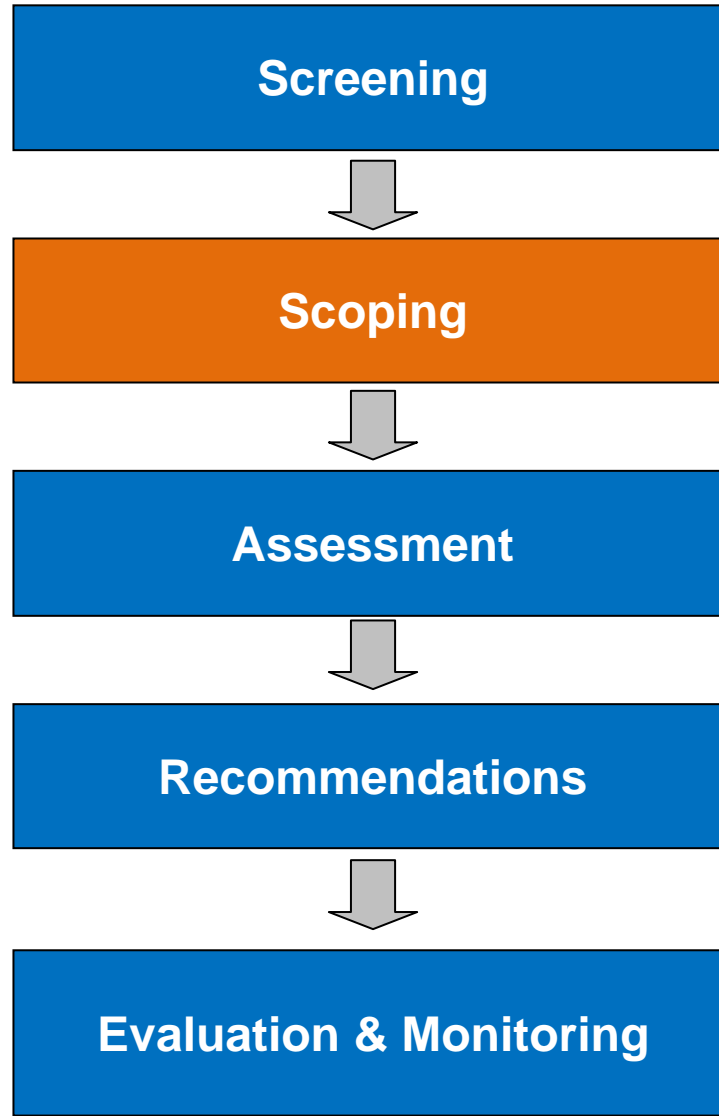 Screening
Scoping
Assessment
Recommendations
Evaluation & Monitoring